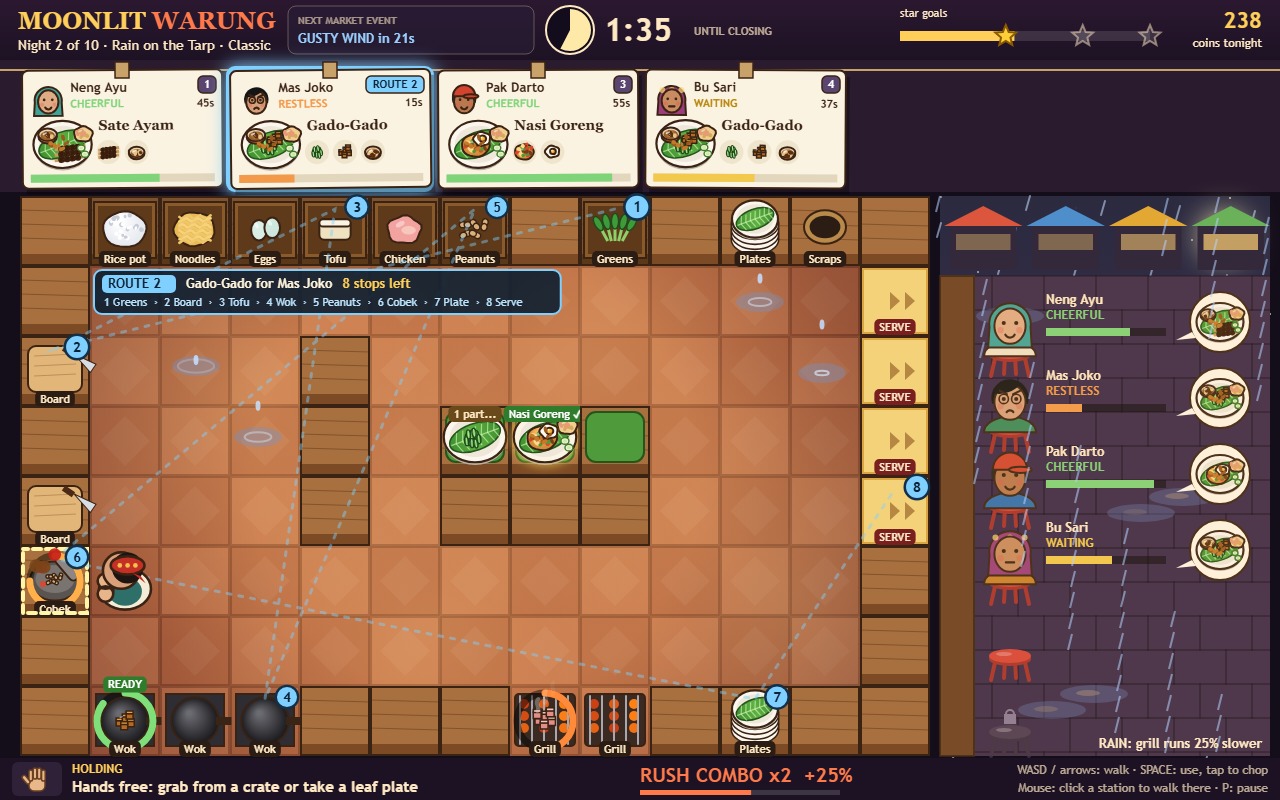 MOONLIT WARUNG
Night 2 of 10 · Rain on the Tarp · Classic
NEXT MARKET EVENT
GUSTY WIND in 21s
1:35
UNTIL CLOSING
star goals
238
coins tonight
Neng Ayu
1
CHEERFUL
45s
Sate Ayam
Mas Joko
ROUTE 2
RESTLESS
15s
Gado-Gado
Pak Darto
3
CHEERFUL
55s
Nasi Goreng
Bu Sari
4
WAITING
37s
Gado-Gado
3
5
1
Rice pot
Noodles
Eggs
Tofu
Chicken
Peanuts
Greens
Plates
Scraps
ROUTE 2
Gado-Gado for Mas Joko 8 stops left
1 Greens › 2 Board › 3 Tofu › 4 Wok › 5 Peanuts › 6 Cobek › 7 Plate › 8 Serve
SERVE
2
Board
SERVE
1 part...
Nasi Goreng ✓
SERVE
8
Board
SERVE
6
Cobek
READY
4
7
Wok
Wok
Wok
Grill
Grill
Plates
Neng Ayu
CHEERFUL
Mas Joko
RESTLESS
Pak Darto
CHEERFUL
Bu Sari
WAITING
RAIN: grill runs 25% slower
HOLDING
Hands free: grab from a crate or take a leaf plate
RUSH COMBO x2 +25%
WASD / arrows: walk · SPACE: use, tap to chop
Mouse: click a station to walk there · P: pause